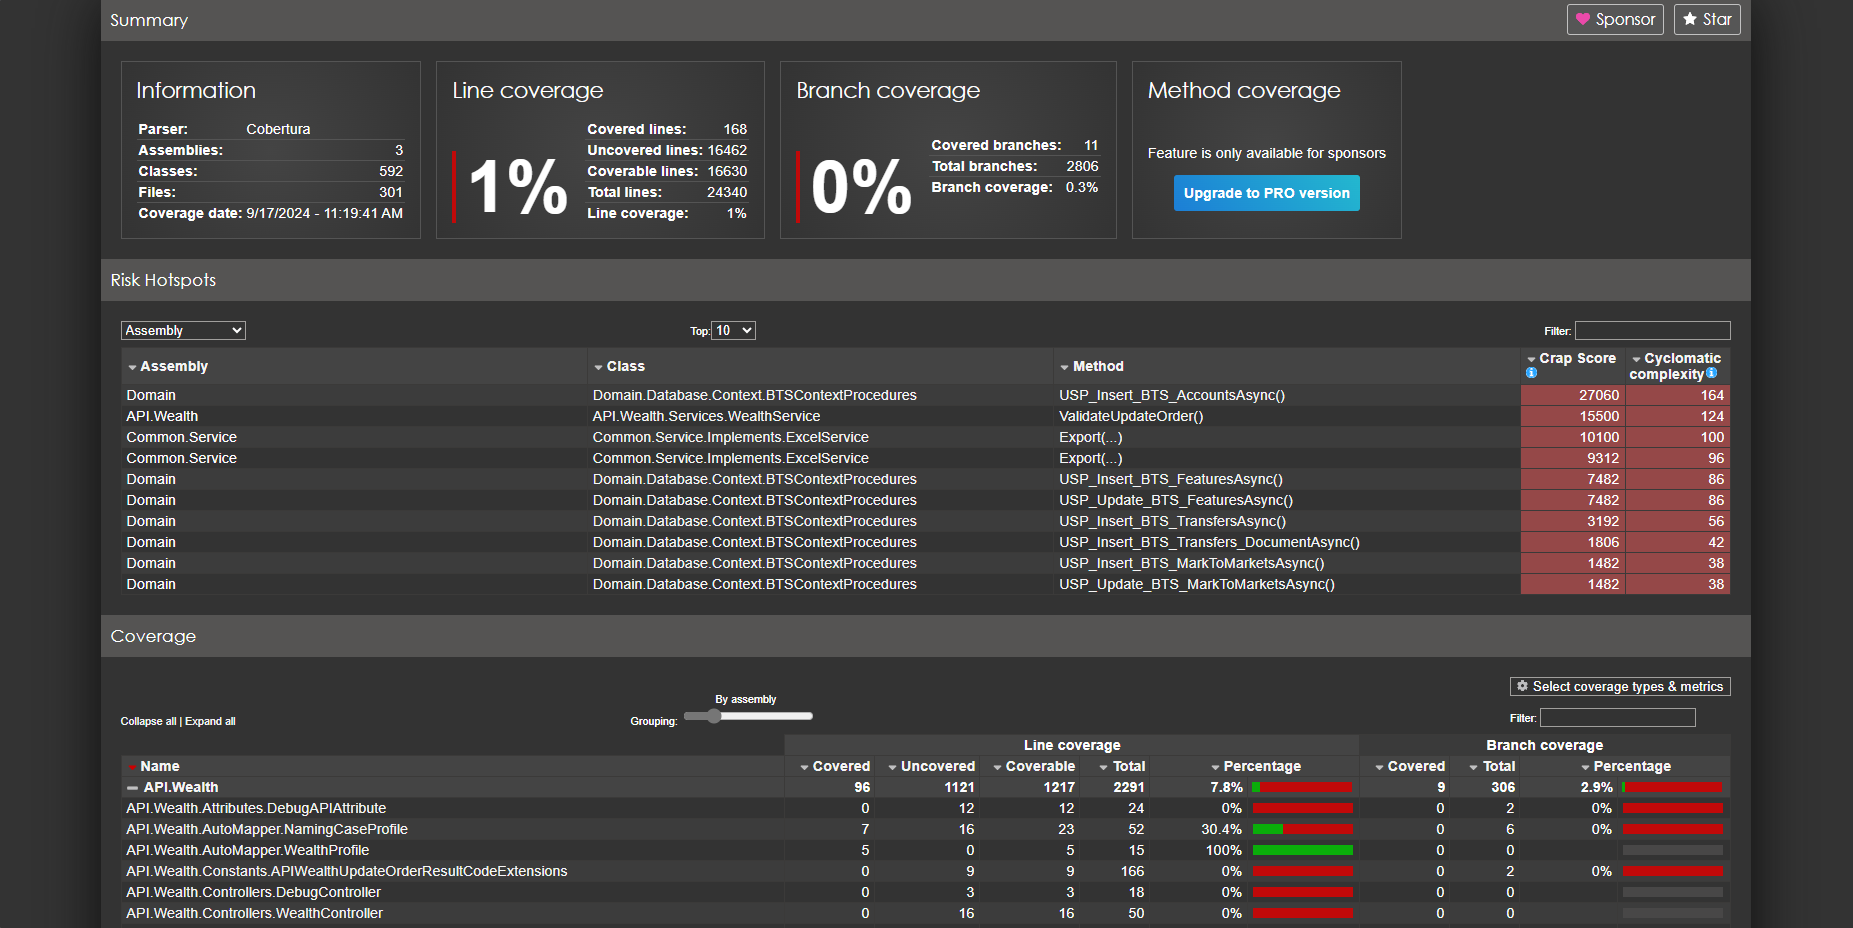 Summary
Sponsor
Star
Information
Parser: Cobertura
Assemblies: 3
Classes: 592
Files: 301
Coverage date: 9/17/2024 - 11:19:41 AM
Line coverage
1%
Covered lines: 168
Uncovered lines: 16462
Coverable lines: 16630
Total lines: 24340
Line coverage: 1%
Branch coverage
0%
Covered branches: 11
Total branches: 2806
Branch coverage: 0.3%
Method coverage
Feature is only available for sponsors
Upgrade to PRO version
Risk Hotspots
Assembly Top: 10 Filter:
Assembly Class Method Crap Score Cyclomatic complexity
Domain Domain.Database.Context.BTSContextProcedures USP_Insert_BTS_AccountsAsync() 27060 164
API.Wealth API.Wealth.Services.WealthService ValidateUpdateOrder() 15500 124
Common.Service Common.Service.Implements.ExcelService Export(...) 10100 100
Common.Service Common.Service.Implements.ExcelService Export(...) 9312 96
Domain Domain.Database.Context.BTSContextProcedures USP_Insert_BTS_FeaturesAsync() 7482 86
Domain Domain.Database.Context.BTSContextProcedures USP_Update_BTS_FeaturesAsync() 7482 86
Domain Domain.Database.Context.BTSContextProcedures USP_Insert_BTS_TransfersAsync() 3192 56
Domain Domain.Database.Context.BTSContextProcedures USP_Insert_BTS_Transfers_DocumentAsync() 1806 42
Domain Domain.Database.Context.BTSContextProcedures USP_Insert_BTS_MarkToMarketsAsync() 1482 38
Domain Domain.Database.Context.BTSContextProcedures USP_Update_BTS_MarkToMarketsAsync() 1482 38
Coverage
Select coverage types & metrics
Collapse all | Expand all
By assembly
Grouping:
Filter:
Line coverage Branch coverage
Name Covered Uncovered Coverable Total Percentage Covered Total Percentage
API.Wealth 96 1121 1217 2291 7.8% 9 306 2.9%
API.Wealth.Attributes.DebugAPIAttribute 0 12 12 24 0% 0 2 0%
API.Wealth.AutoMapper.NamingCaseProfile 7 16 23 52 30.4% 0 6 0%
API.Wealth.AutoMapper.WealthProfile 5 0 5 15 100% 0 0
API.Wealth.Constants.APIWealthUpdateOrderResultCodeExtensions 0 9 9 166 0% 0 2 0%
API.Wealth.Controllers.DebugController 0 3 3 18 0% 0 0
API.Wealth.Controllers.WealthController 0 16 16 50 0% 0 0